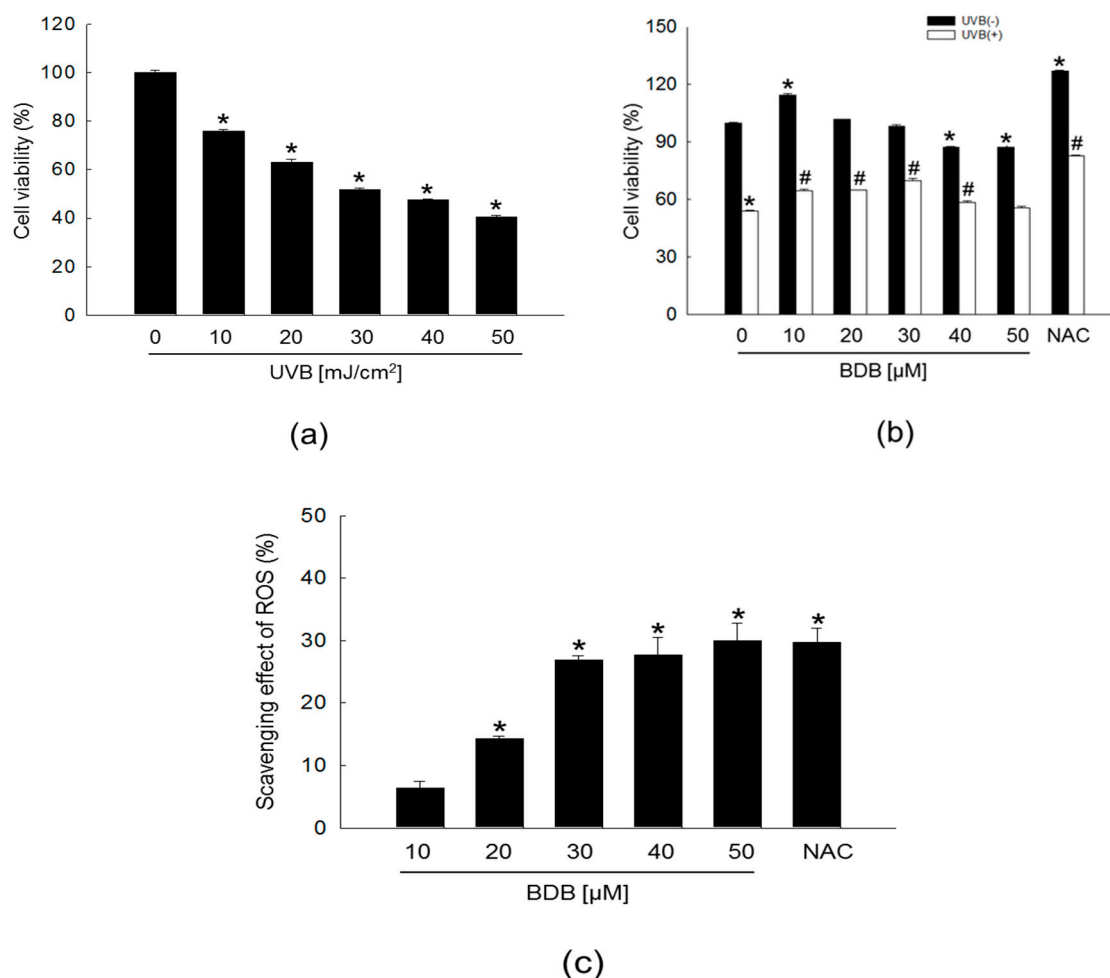 120
100
80
60
40
20
0
Cell viability (%)
* * * * *
0 10 20 30 40 50
UVB [mJ/cm²]
(a)
UVB(-)
UVB(+)
150
120
90
60
30
0
Cell viability (%)
* * # # # * # * * #
0 10 20 30 40 50 NAC
BDB [µM]
(b)
50
40
30
20
10
0
Scavenging effect of ROS (%)
* * * * *
10 20 30 40 50 NAC
BDB [µM]
(c)